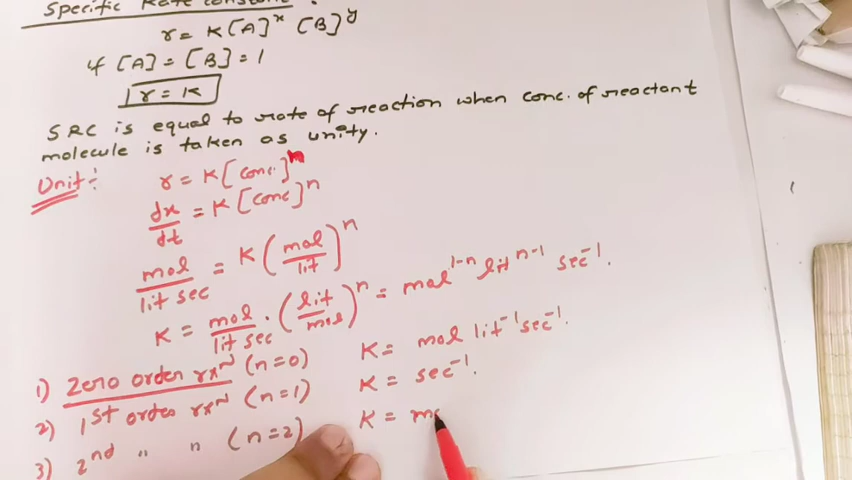 Specific Rate constant :
r = K[A]^x [B]^y
if [A] = [B] = 1
r = K
SRC is equal to rate of reaction when conc. of reactant
molecule is taken as unity.
Unit :- r = K[conc.]^n
dx/dt = K[conc]^n
mol/lit sec = K (mol/lit)^n
K = mol/lit sec . (lit/mol)^n = mol^1-n lit^n-1 sec^-1.
1) Zero order rx^n (n=0) K = mol lit^-1 sec^-1.
2) 1st order rx^n (n=1) K = sec^-1.
3) 2nd " n (n=2) K = mo